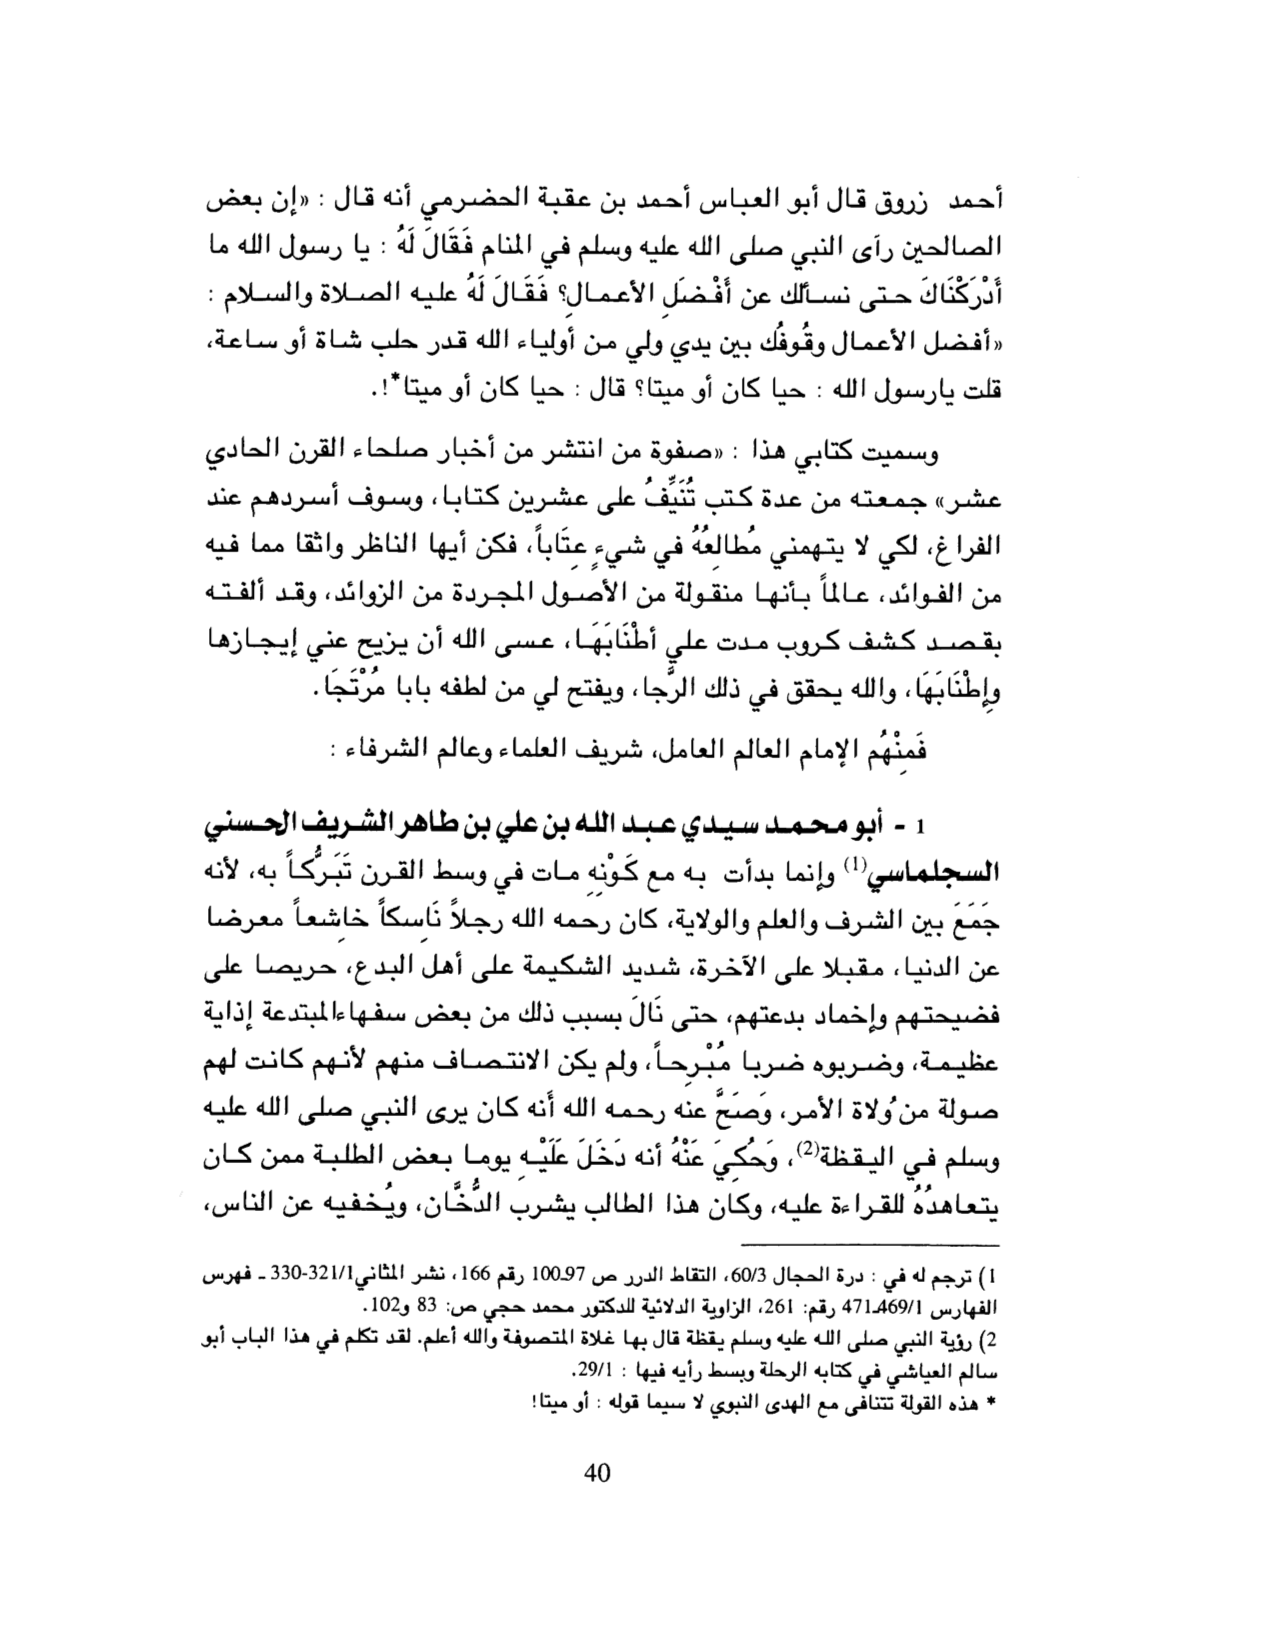 أحمد زروق قال أبو العباس أحمد بن عقبة الحضرمي أنه قال : «إن بعض
الصالحين رآى النبي صلى الله عليه وسلم في المنام فَقَالَ لَهُ : يا رسول الله ما
أَدْرَكْنَاكَ حتى نسألك عن أَفْضَلِ الأعمال؟ فَقَالَ لَهُ عليه الصلاة والسلام :
«أفضل الأعمال وقُوفُك بين يدي ولي من أولياء الله قدر حلب شاة أو ساعة،
قلت يارسول الله : حيا كان أو ميتا؟ قال : حيا كان أو ميتا*!.
وسميت كتابي هذا : «صفوة من انتشر من أخبار صلحاء القرن الحادي
عشر» جمعته من عدة كتب تُنَيِّفُ على عشرين كتابا، وسوف أسردهم عند
الفراغ، لكي لا يتهمني مُطالِعُهُ في شيءٍ عِتَاباً، فكن أيها الناظر واثقا مما فيه
من الفوائد، عالماً بأنها منقولة من الأصول المجردة من الزوائد، وقد ألفته
بقصد كشف كروب مدت علي أطْنَابَهَا، عسى الله أن يزيح عني إيجازها
وإِطْنَابَهَا، والله يحقق في ذلك الرَّجا، ويفتح لي من لطفه بابا مُرْتَجَا.
فَمِنْهُم الإمام العالم العامل، شريف العلماء وعالم الشرفاء :
1 - أبو محمد سيدي عبد الله بن علي بن طاهر الشريف الحسني
السجلماسي(1) وإنما بدأت به مع كَوْنِهِ مات في وسط القرن تَبَرُّكاً به، لأنه
جَمَعَ بين الشرف والعلم والولاية، كان رحمه الله رجلاً نَاسِكاً خاشِعاً معرضا
عن الدنيا، مقبلا على الآخرة، شديد الشكيمة على أهل البدع، حريصا على
فضيحتهم وإخماد بدعتهم، حتى نَالَ بسبب ذلك من بعض سفهاء المبتدعة إذاية
عظيمة، وضربوه ضربا مُبْرِحاً، ولم يكن الانتصاف منهم لأنهم كانت لهم
صولة من وُلاة الأمر، وَصَحَّ عنه رحمه الله أنه كان يرى النبي صلى الله عليه
وسلم في اليقظة(2)، وَحُكِيَ عَنْهُ أنه دَخَلَ عَلَيْهِ يوما بعض الطلبة ممن كان
يتعاهدُهُ للقراءة عليه، وكان هذا الطالب يشرب الدُّخَّان، ويُخفيه عن الناس،
1) ترجم له في : درة الحجال 60/3، التقاط الدرر ص 97ـ100 رقم 166، نشر المثاني 321/1-330 ـ فهرس
الفهارس 469/1ـ471 رقم: 261، الزاوية الدلائية للدكتور محمد حجي ص: 83 و102.
2) رؤية النبي صلى الله عليه وسلم يقظة قال بها غلاة المتصوفة والله أعلم. لقد تكلم في هذا الباب أبو
سالم العياشي في كتابه الرحلة وبسط رأيه فيها : 29/1.
* هذه القولة تتنافى مع الهدى النبوي لا سيما قوله : أو ميتا!
40